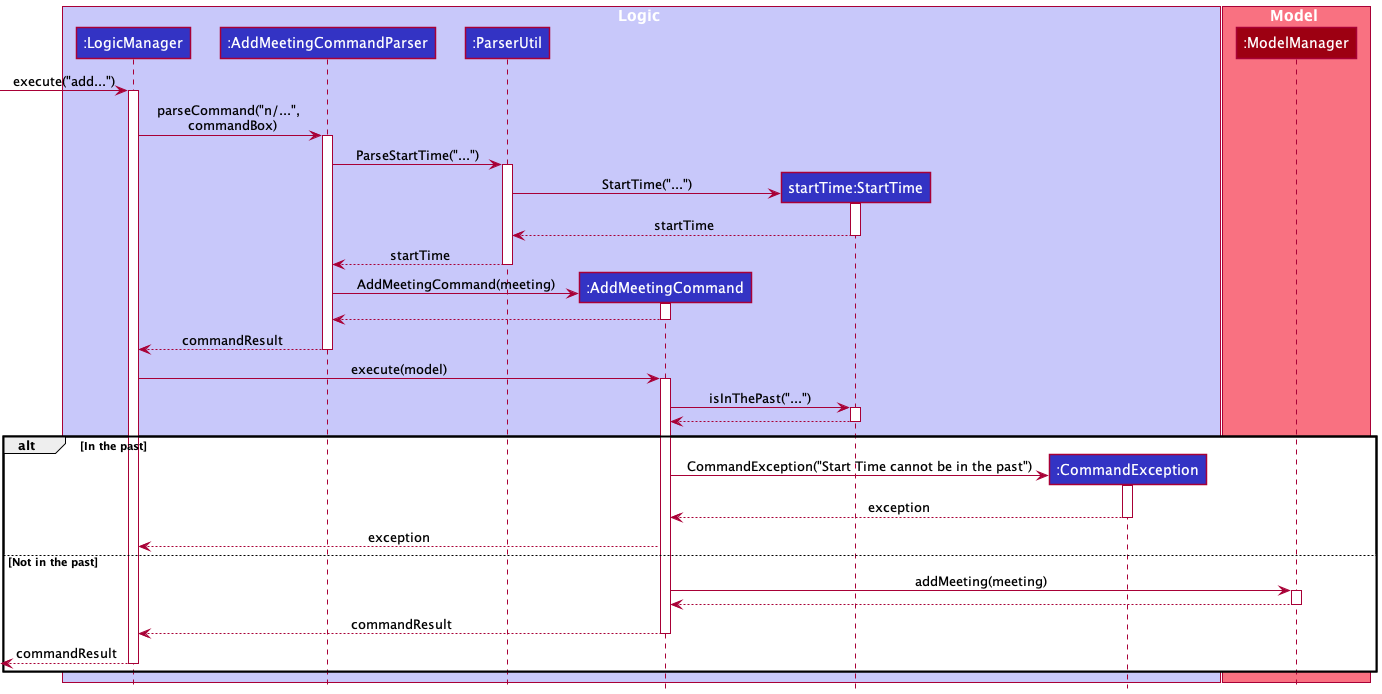 Logic
Model
:LogicManager
:AddMeetingCommandParser
:ParserUtil
:ModelManager
execute("add...")
parseCommand("n/...",
commandBox)
ParseStartTime("...")
StartTime("...")
startTime:StartTime
startTime
startTime
AddMeetingCommand(meeting)
:AddMeetingCommand
commandResult
execute(model)
isInThePast("...")
alt
[In the past]
CommandException("Start Time cannot be in the past")
:CommandException
exception
exception
[Not in the past]
addMeeting(meeting)
commandResult
commandResult